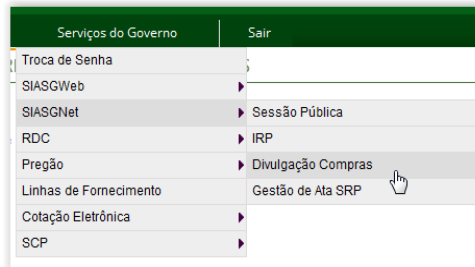 Serviços do Governo Sair
Troca de Senha
SIASGWeb
SIASGNet Sessão Pública
RDC IRP
Pregão Divulgação Compras
Linhas de Fornecimento Gestão de Ata SRP
Cotação Eletrônica
SCP